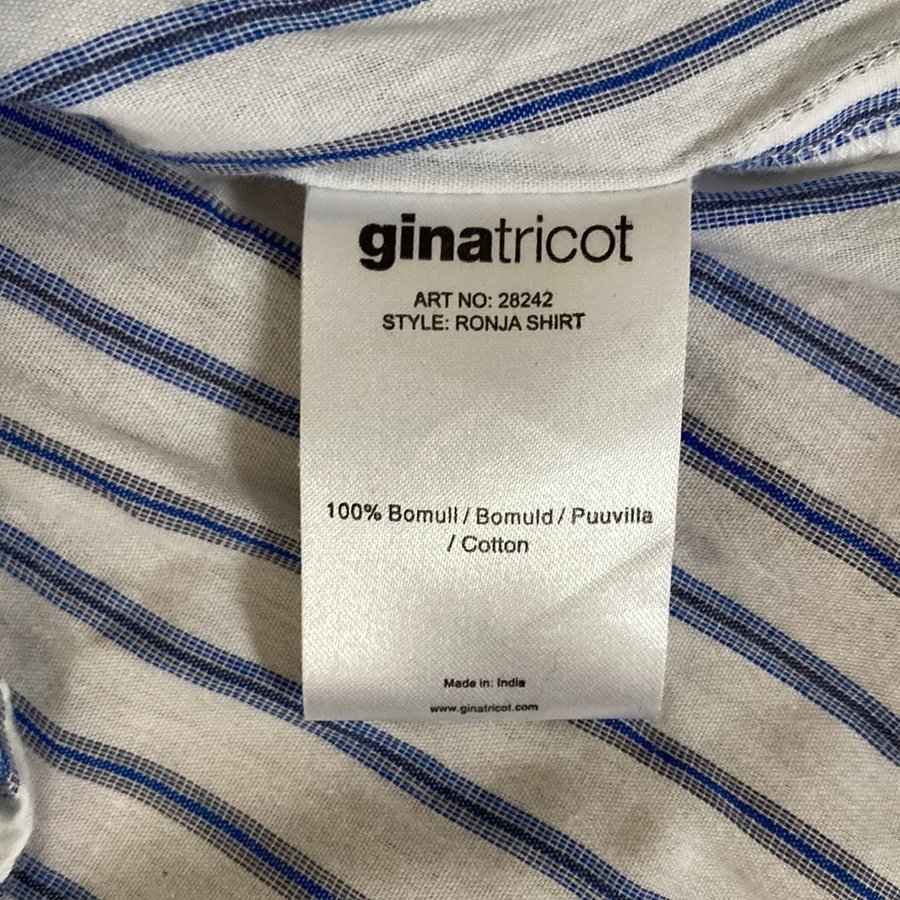 ginatricot
ART NO: 28242
STYLE: RONJA SHIRT
100% Bomull / Bomuld / Puuvilla
/ Cotton
Made in: India
www.ginatricot.com